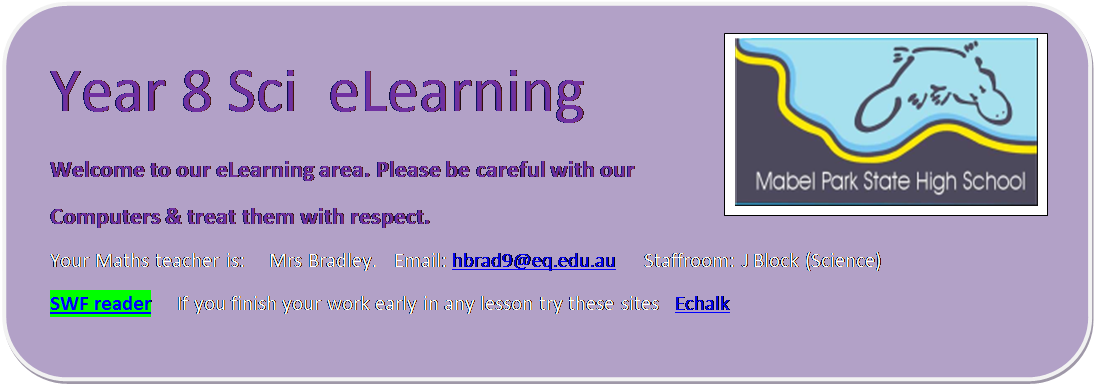 Year 8 Sci  eLearning
Mabel Park State High School
Welcome to our eLearning area. Please be careful with our
Computers & treat them with respect.
Your Maths teacher is:    Mrs Bradley.   Email: hbrad9@eq.edu.au    Staffroom: J Block (Science)
SWF reader    If you finish your work early in any lesson try these sites   Echalk